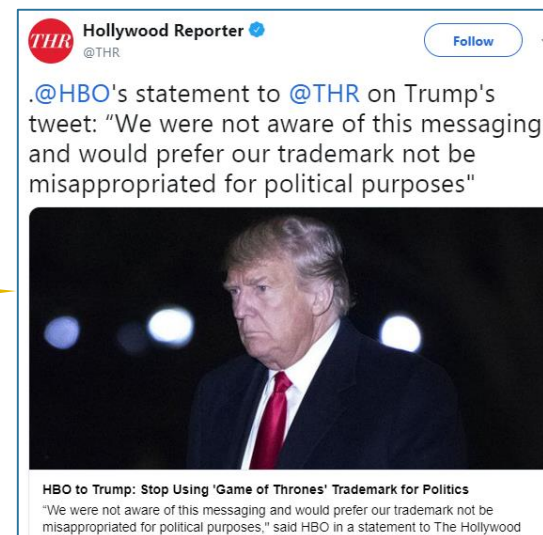 THR
Hollywood Reporter
@THR
Follow
.@HBO's statement to @THR on Trump's
tweet: “We were not aware of this messaging
and would prefer our trademark not be
misappropriated for political purposes"
HBO to Trump: Stop Using 'Game of Thrones' Trademark for Politics
“We were not aware of this messaging and would prefer our trademark not be
misappropriated for political purposes," said HBO in a statement to The Hollywood